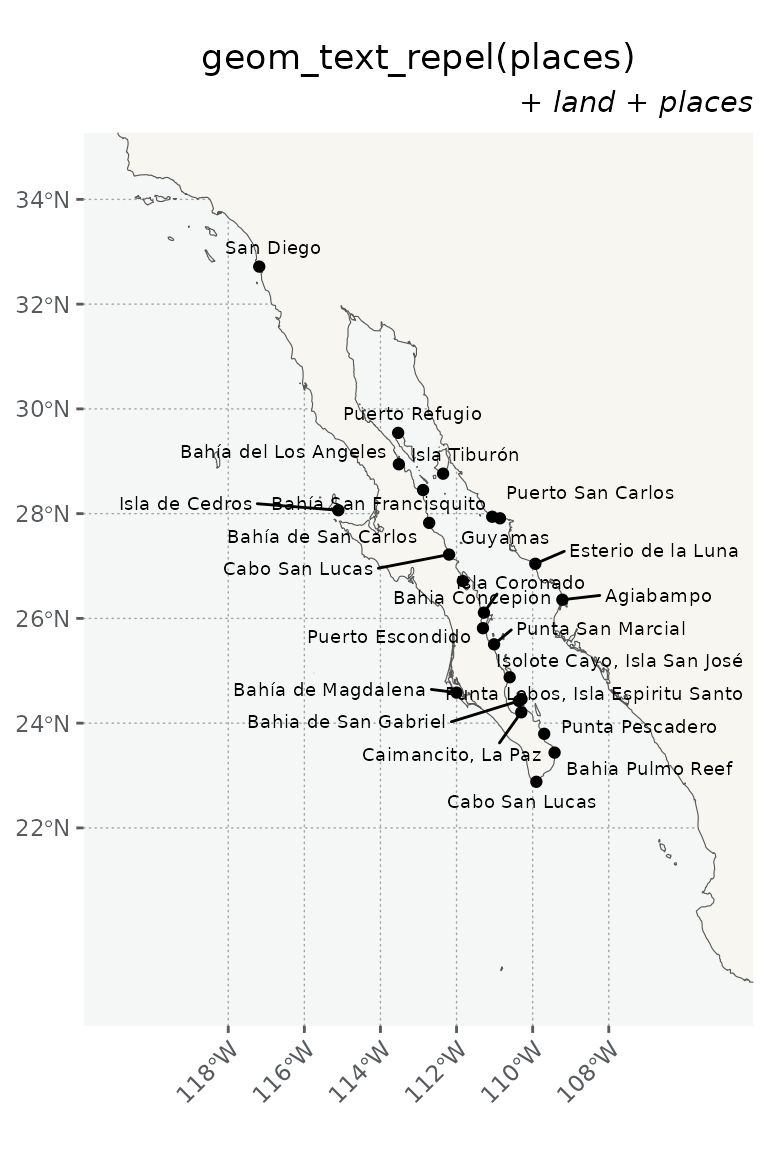 geom_text_repel(places)
+ land + places
34°N
San Diego
32°N
30°N
Puerto Refugio
Bahía del Los Angeles
Isla Tiburón
Puerto San Carlos
Isla de Cedros
Bahía San Francisquito
28°N
Bahía de San Carlos
Guyamas
Esterio de la Luna
Cabo San Lucas
Isla Coronado
Bahia Concepion
Agiabampo
26°N
Punta San Marcial
Puerto Escondido
Isolote Cayo, Isla San José
Bahía de Magdalena
Punta Lobos, Isla Espiritu Santo
24°N
Bahia de San Gabriel
Punta Pescadero
Caimancito, La Paz
Bahia Pulmo Reef
Cabo San Lucas
22°N
118°W
116°W
114°W
112°W
110°W
108°W